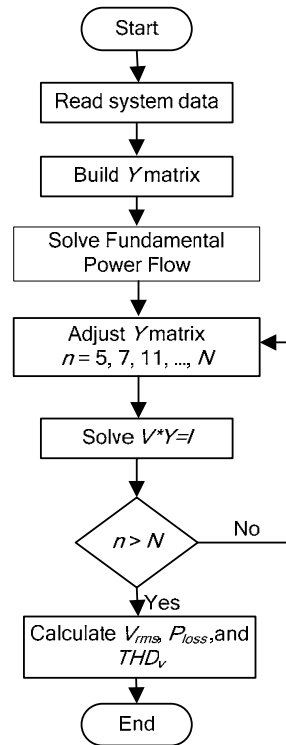 Start
Read system data
Build Y matrix
Solve Fundamental
Power Flow
Adjust Y matrix
n = 5, 7, 11, ..., N
Solve V*Y=I
n > N
No
Yes
Calculate Vrms, Ploss,and
THDv
End